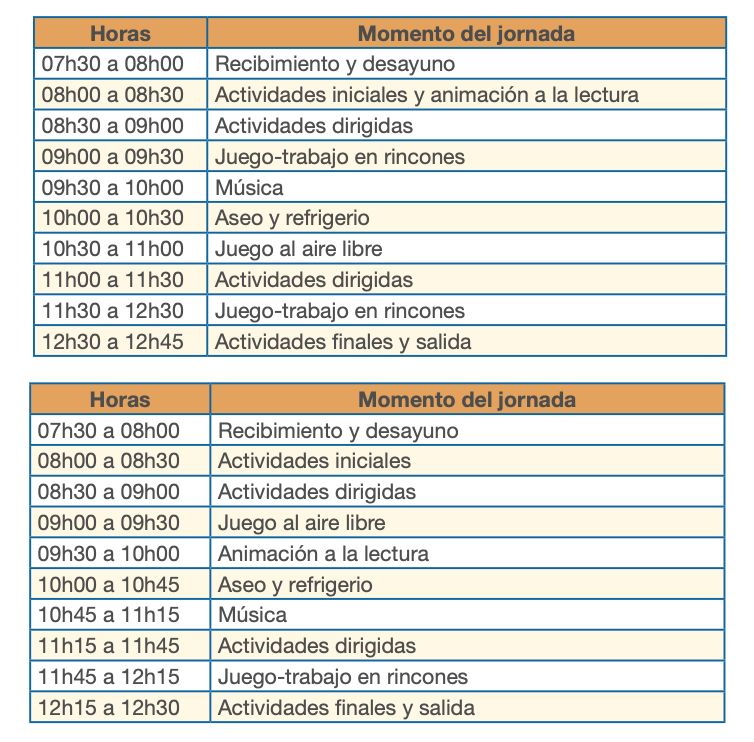 Horas Momento del jornada
07h30 a 08h00 Recibimiento y desayuno
08h00 a 08h30 Actividades iniciales y animación a la lectura
08h30 a 09h00 Actividades dirigidas
09h00 a 09h30 Juego-trabajo en rincones
09h30 a 10h00 Música
10h00 a 10h30 Aseo y refrigerio
10h30 a 11h00 Juego al aire libre
11h00 a 11h30 Actividades dirigidas
11h30 a 12h30 Juego-trabajo en rincones
12h30 a 12h45 Actividades finales y salida
Horas Momento del jornada
07h30 a 08h00 Recibimiento y desayuno
08h00 a 08h30 Actividades iniciales
08h30 a 09h00 Actividades dirigidas
09h00 a 09h30 Juego al aire libre
09h30 a 10h00 Animación a la lectura
10h00 a 10h45 Aseo y refrigerio
10h45 a 11h15 Música
11h15 a 11h45 Actividades dirigidas
11h45 a 12h15 Juego-trabajo en rincones
12h15 a 12h30 Actividades finales y salida